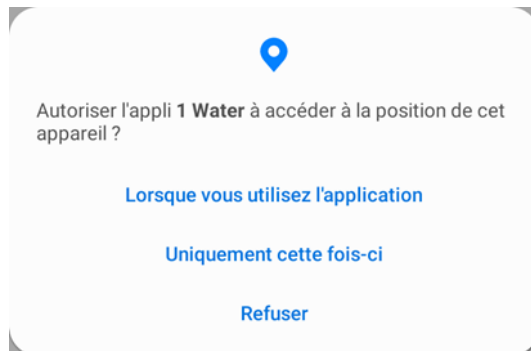 Autoriser l'appli 1 Water à accéder à la position de cet
appareil ?
Lorsque vous utilisez l'application
Uniquement cette fois-ci
Refuser